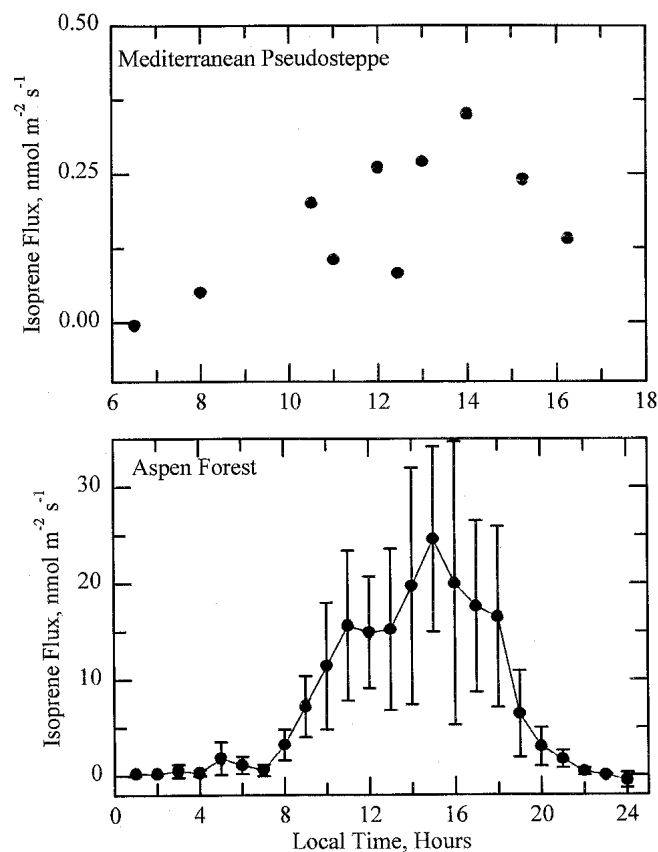 0.50
Mediterranean Pseudosteppe
Isoprene Flux, nmol m⁻² s⁻¹
0.25
0.00
6 8 10 12 14 16 18
Aspen Forest
Isoprene Flux, nmol m⁻² s⁻¹
30
20
10
0
0 4 8 12 16 20 24
Local Time, Hours